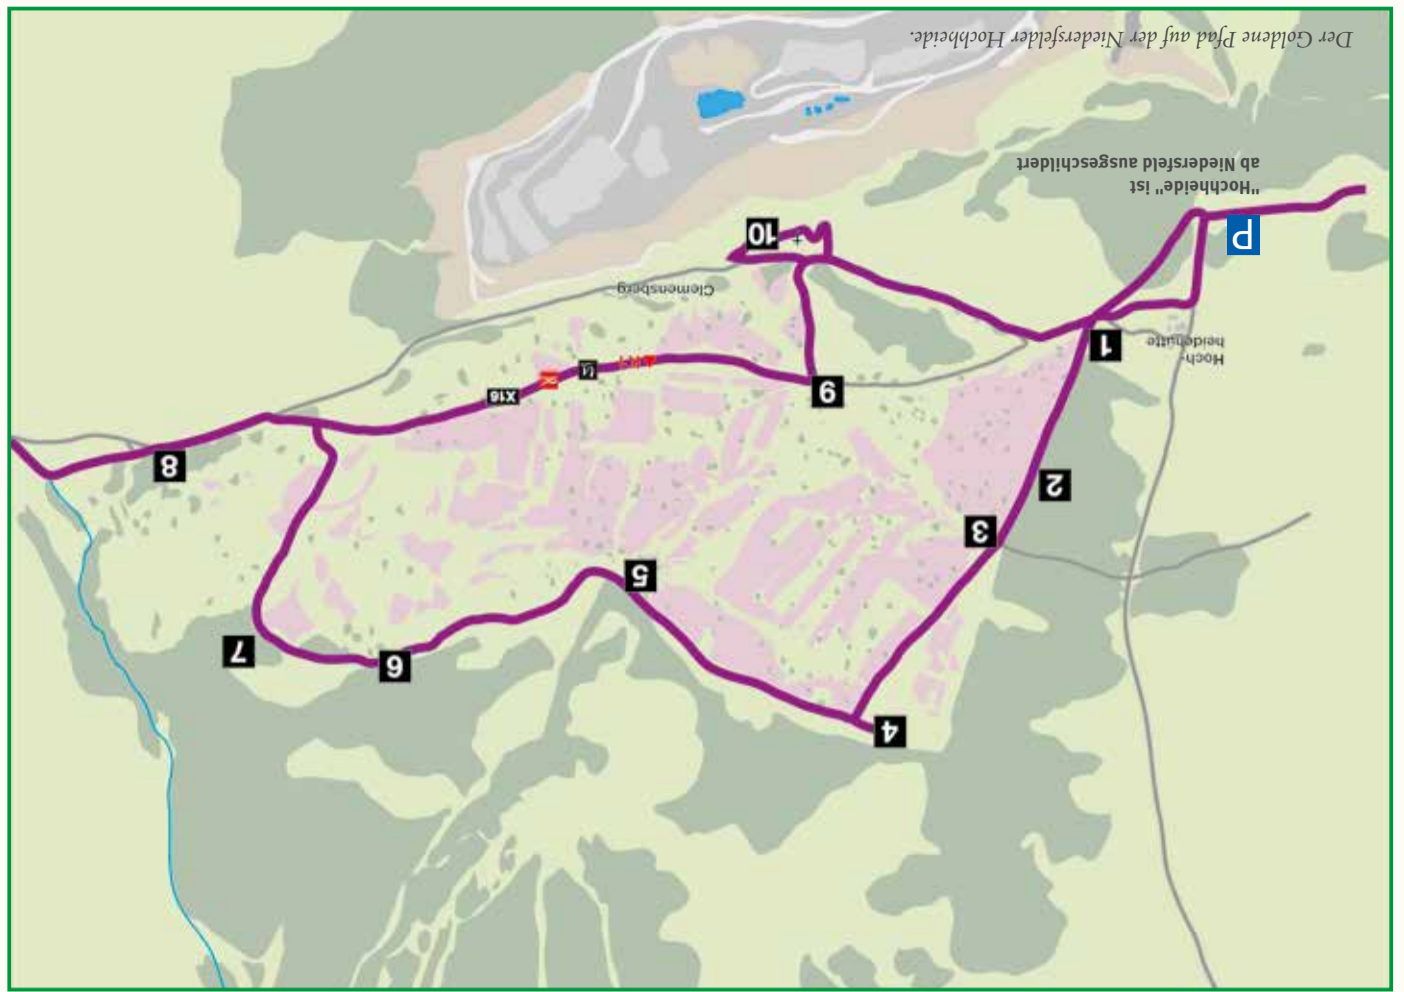 8
7
X16
6
Clemensberg
10
5
9
4
3
2
1
Hoch-
heidehütte
P
"Hochheide" ist
ab Niedersfeld ausgeschildert
Der Goldene Pfad auf der Niedersfelder Hochheide.